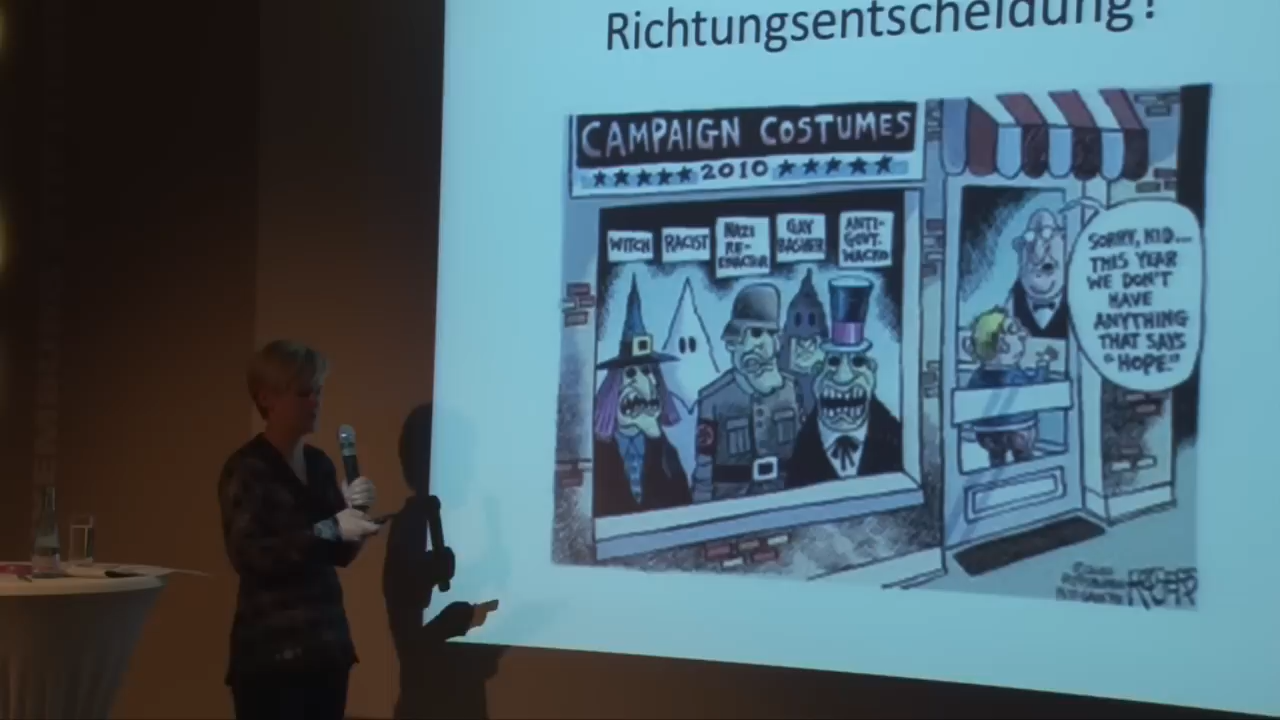 Richtungsentscheidung?
CAMPAIGN COSTUMES
2010
WITCH
RACIST
NAZI
RE-
ENACTOR
GAY
BASHER
ANTI-
GOVT.
WACKO
SORRY, KID...
THIS YEAR
WE DON'T
HAVE
ANYTHING
THAT SAYS
"HOPE."